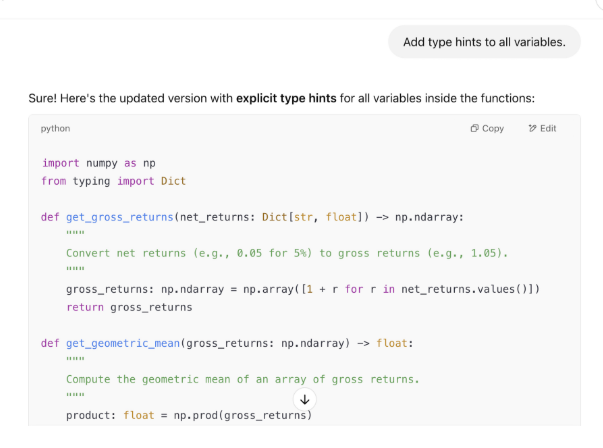 Add type hints to all variables.
Sure! Here's the updated version with explicit type hints for all variables inside the functions:
python Copy Edit
import numpy as np
from typing import Dict
def get_gross_returns(net_returns: Dict[str, float]) -> np.ndarray:
"""
Convert net returns (e.g., 0.05 for 5%) to gross returns (e.g., 1.05).
"""
gross_returns: np.ndarray = np.array([1 + r for r in net_returns.values()])
return gross_returns
def get_geometric_mean(gross_returns: np.ndarray) -> float:
"""
Compute the geometric mean of an array of gross returns.
"""
product: float = np.prod(gross_returns)